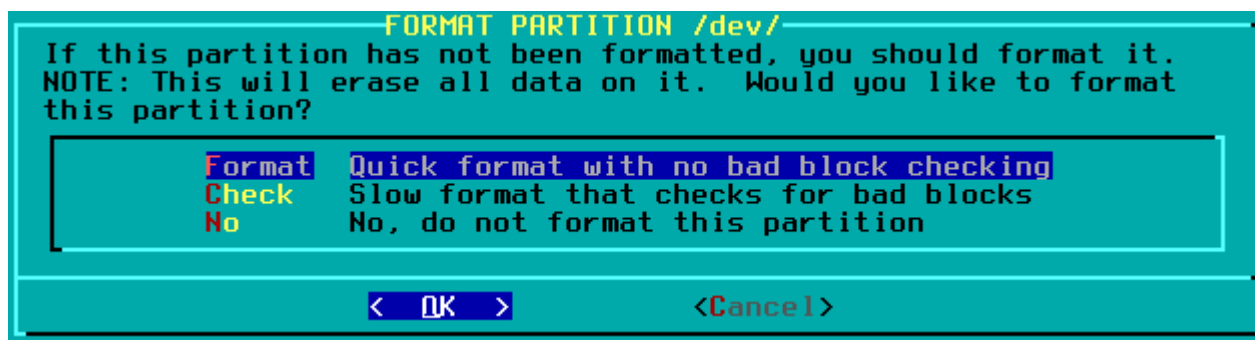 FORMAT PARTITION /dev/
If this partition has not been formatted, you should format it.
NOTE: This will erase all data on it.  Would you like to format
this partition?
Format  Quick format with no bad block checking
Check   Slow format that checks for bad blocks
No      No, do not format this partition
<  OK  >  <Cancel>